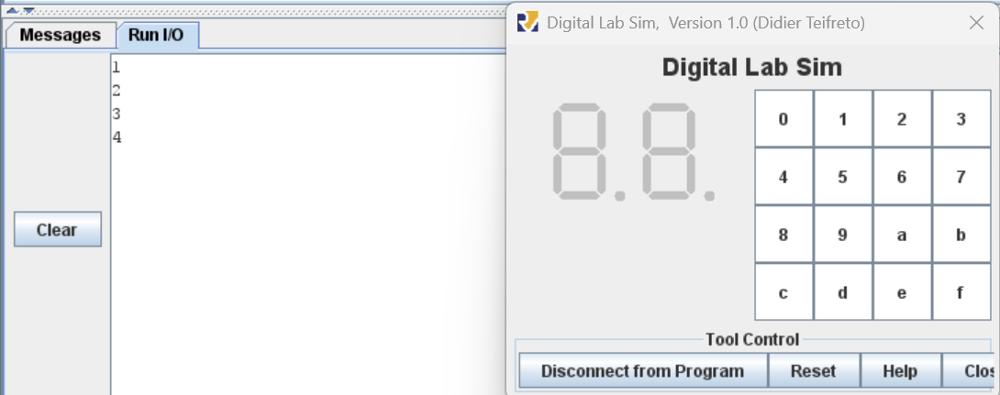 Messages
Run I/O
1
2
3
4
Clear
Digital Lab Sim, Version 1.0 (Didier Teifreto)
Digital Lab Sim
8.8.
0 1 2 3
4 5 6 7
8 9 a b
c d e f
Tool Control
Disconnect from Program
Reset
Help
Clos